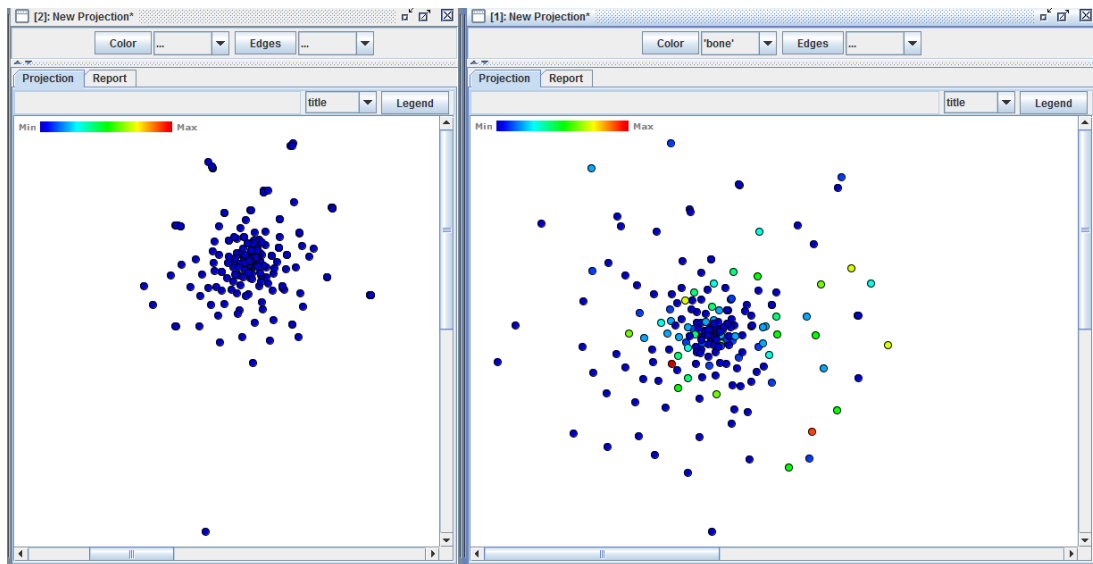 [2]: New Projection*
Color ... Edges ...
Projection Report
title Legend
Min Max
[1]: New Projection*
Color 'bone' Edges ...
Projection Report
title Legend
Min Max